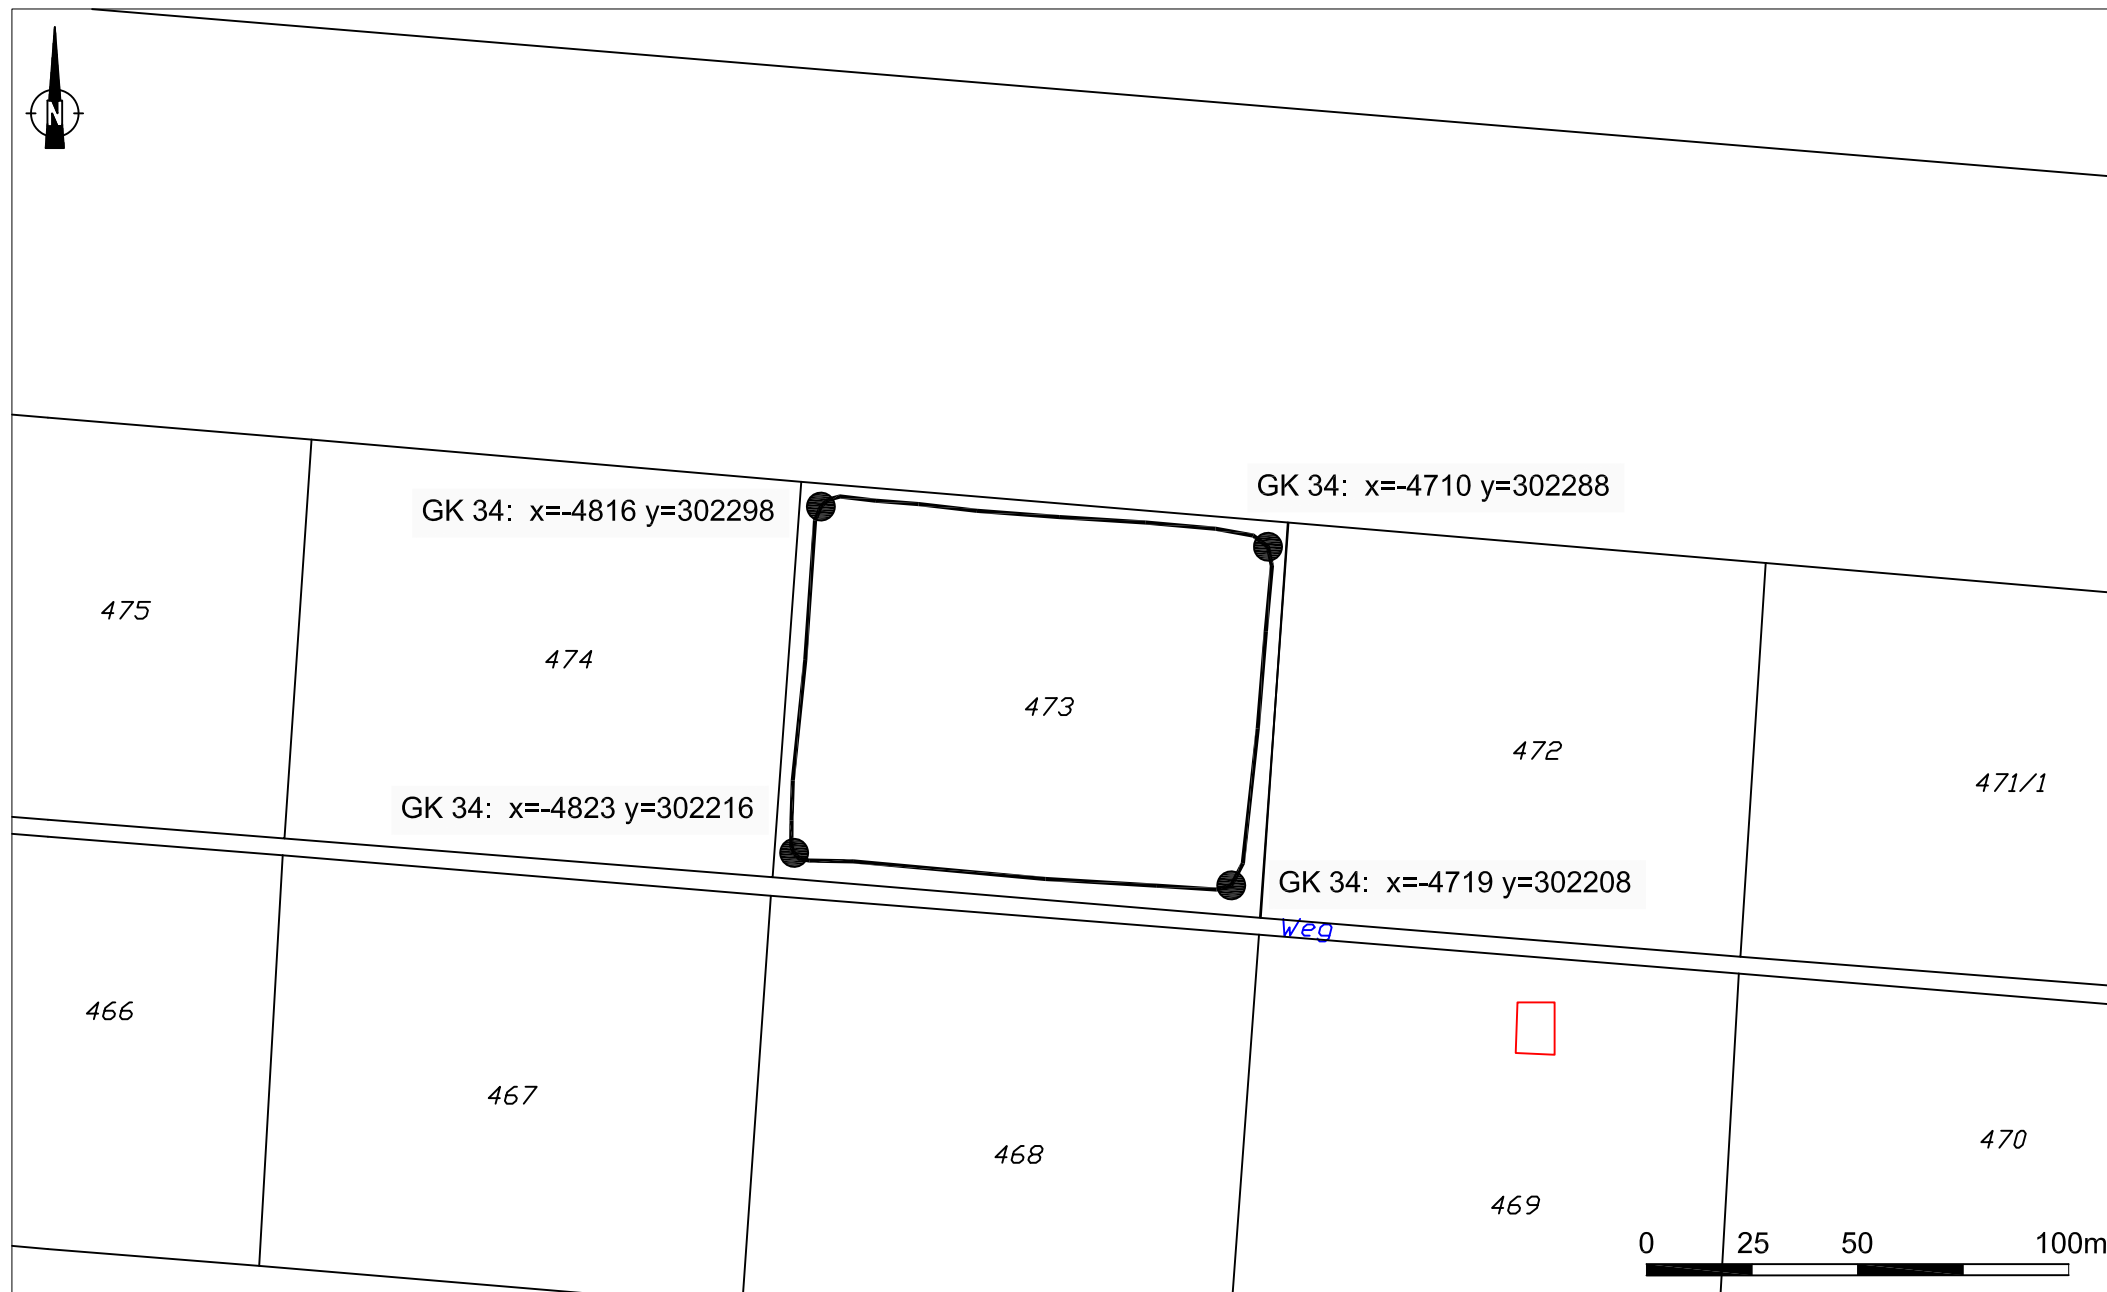 N
GK 34: x=-4710 y=302288
GK 34: x=-4816 y=302298
475
474
473
472
471/1
GK 34: x=-4823 y=302216
GK 34: x=-4719 y=302208
Weg
466
467
468
469
470
0 25 50 100m